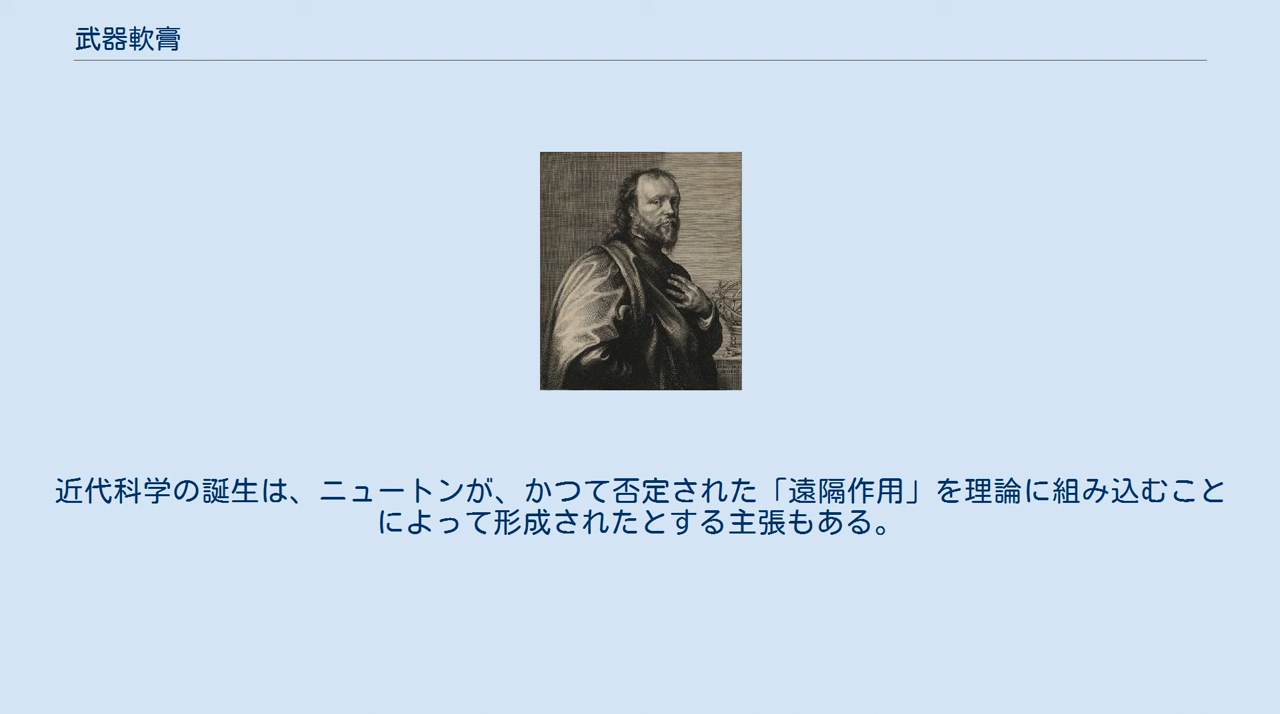 武器軟膏
近代科学の誕生は、ニュートンが、かつて否定された「遠隔作用」を理論に組み込むこと
によって形成されたとする主張もある。